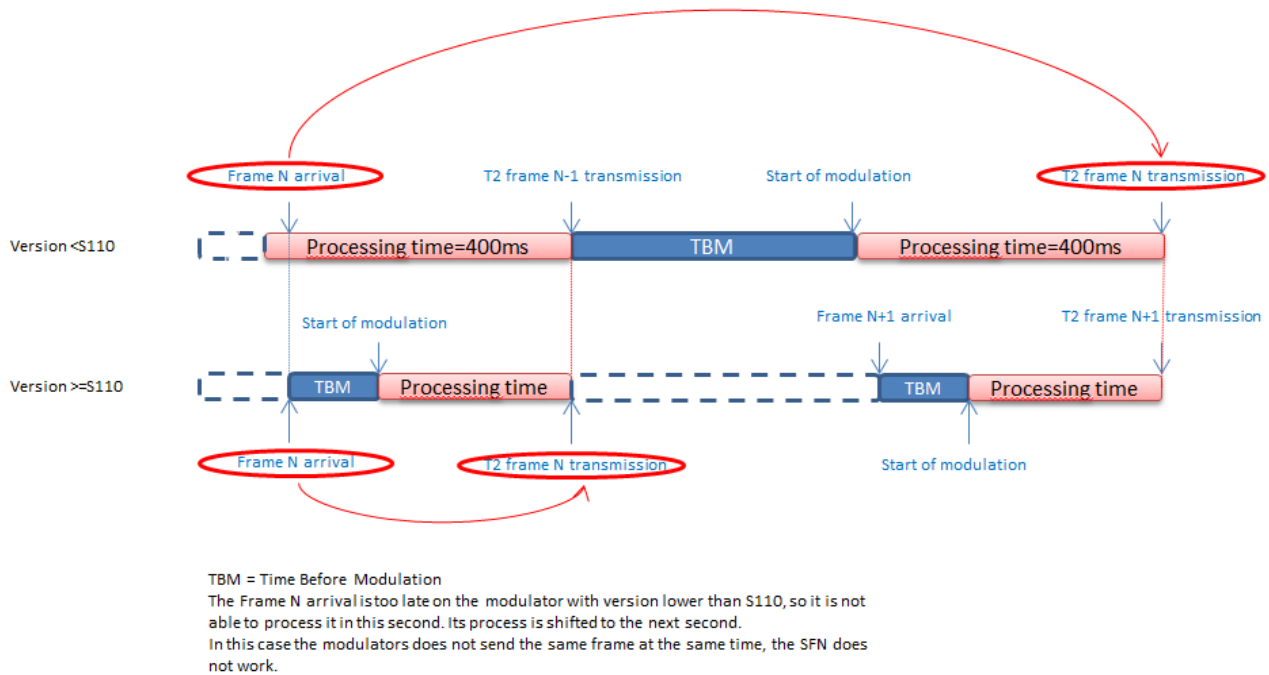 Frame N arrival
T2 frame N-1 transmission
Start of modulation
T2 frame N transmission
Version <S110
Processing time=400ms
TBM
Processing time=400ms
Start of modulation
Frame N+1 arrival
T2 frame N+1 transmission
Version >=S110
TBM
Processing time
TBM
Processing time
Frame N arrival
T2 frame N transmission
Start of modulation
TBM = Time Before Modulation
The Frame N arrival is too late on the modulator with version lower than S110, so it is not
able to process it in this second. Its process is shifted to the next second.
In this case the modulators does not send the same frame at the same time, the SFN does
not work.